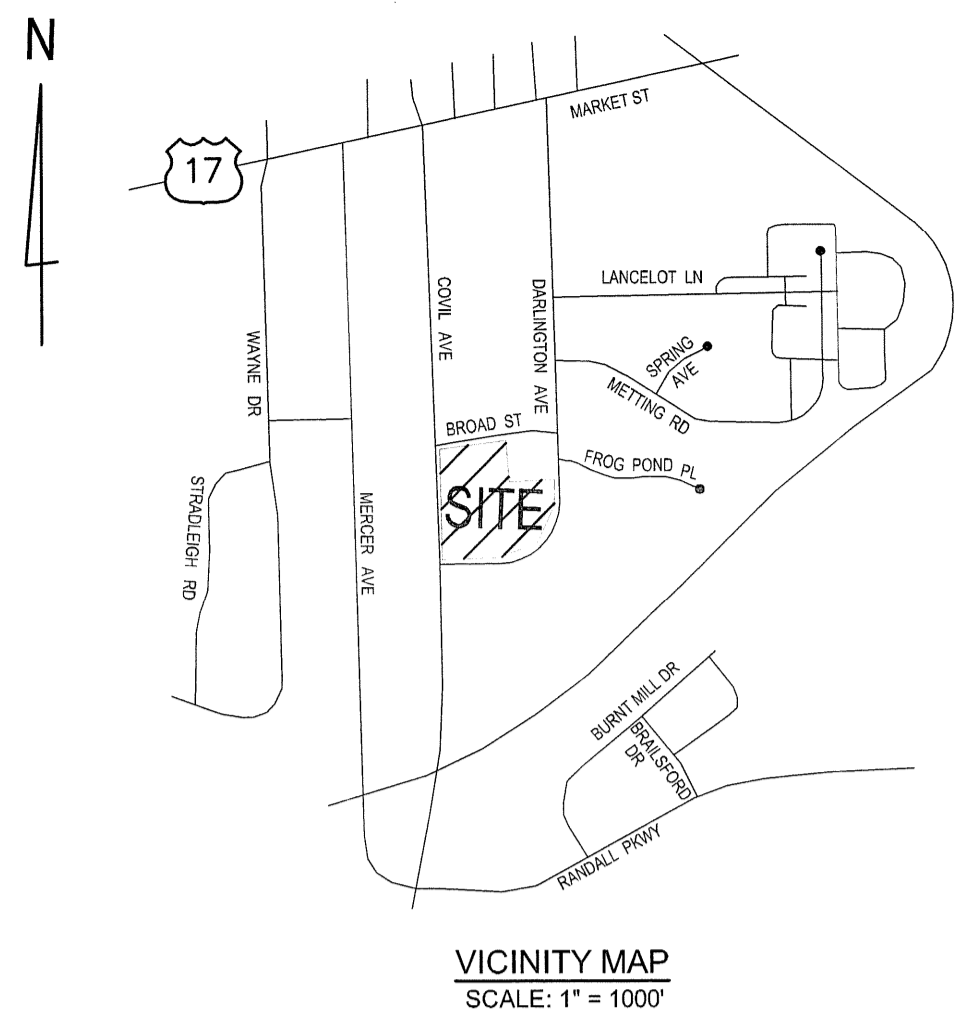 N
MARKET ST
17
LANCELOT LN
COVIL AVE
DARLINGTON AVE
WAYNE DR
SPRING
AVE
METTING RD
BROAD ST
FROG POND PL
STRADLEIGH RD
MERCER AVE
SITE
BURNT MILL DR
BRAILSFORD
DR
RANDALL PKWY
VICINITY MAP
SCALE: 1" = 1000'